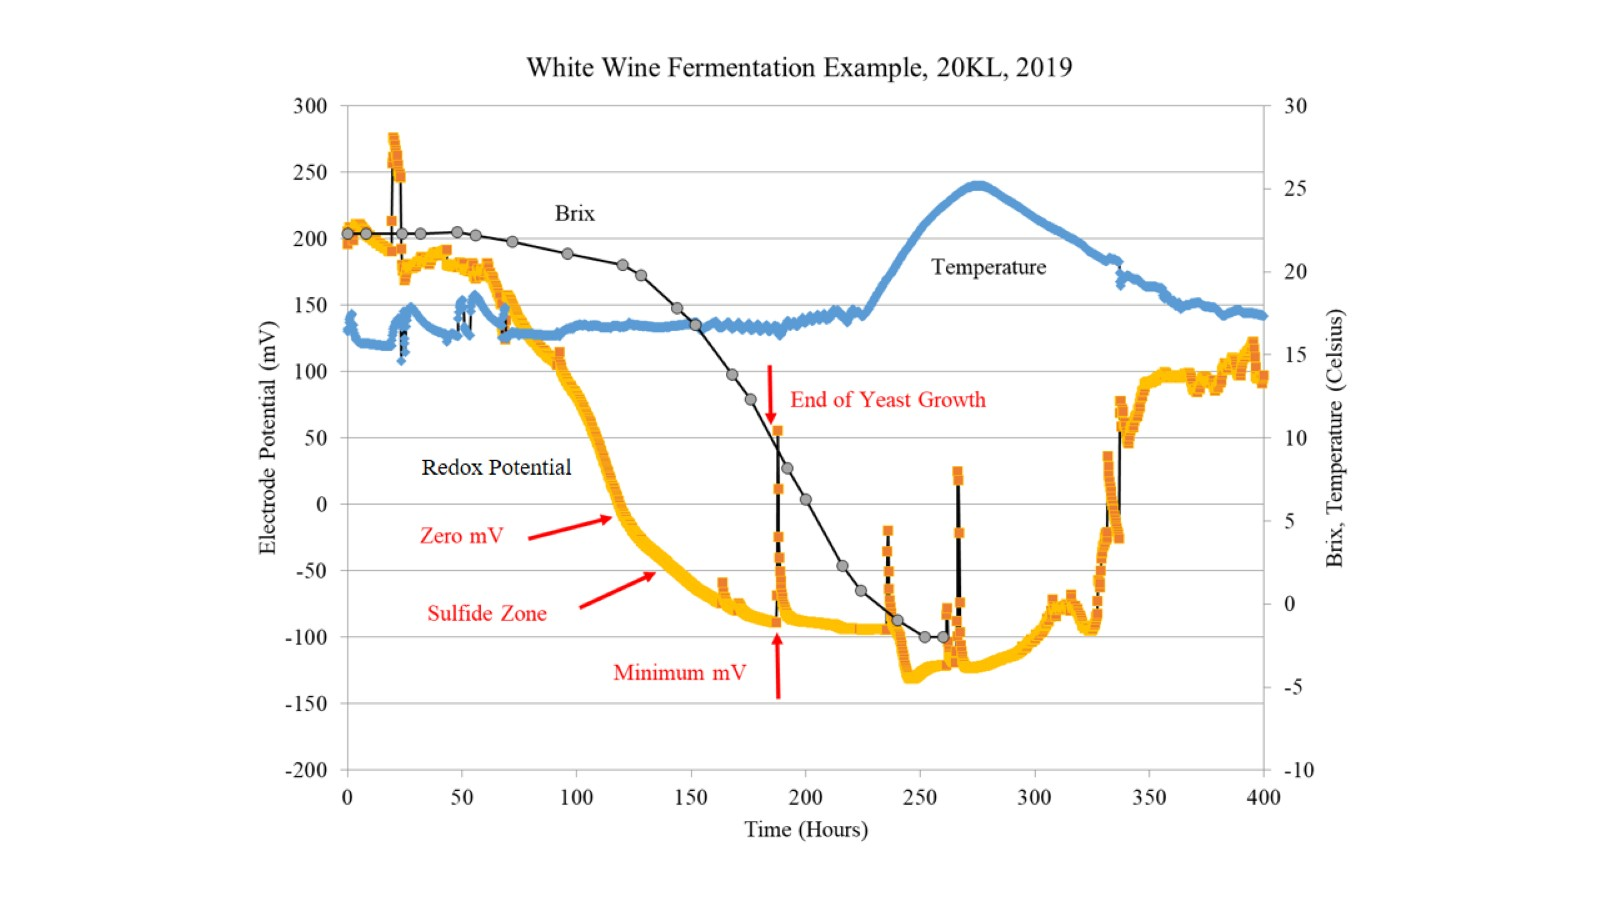 White Wine Fermentation Example, 20KL, 2019
300
250
200
150
100
50
0
-50
-100
-150
-200
Electrode Potential (mV)
30
25
20
15
10
5
0
-5
-10
Brix, Temperature (Celsius)
Brix
Temperature
End of Yeast Growth
Redox Potential
Zero mV
Sulfide Zone
Minimum mV
0 50 100 150 200 250 300 350 400
Time (Hours)